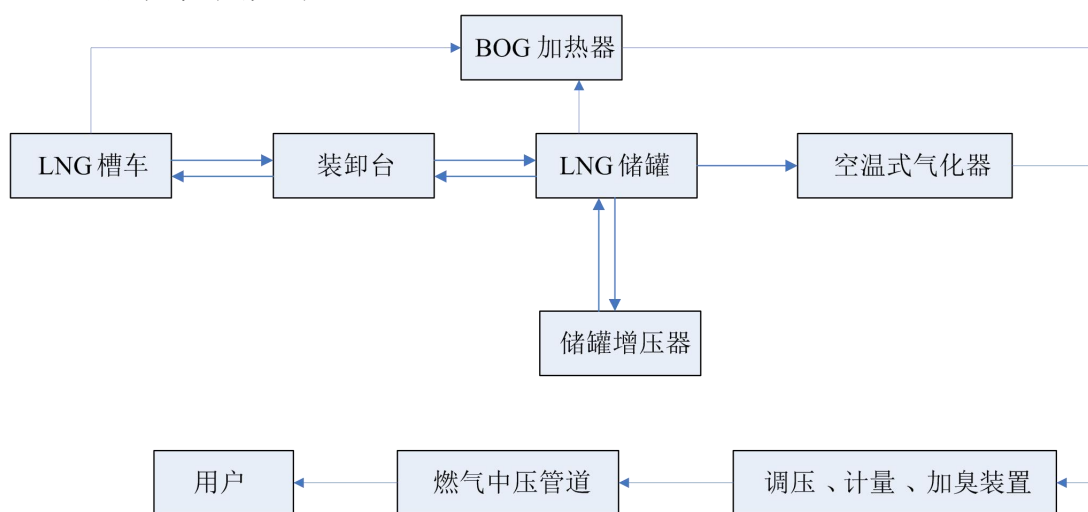 BOG 加热器
LNG 槽车
装卸台
LNG 储罐
空温式气化器
储罐增压器
用户
燃气中压管道
调压、计量、加臭装置